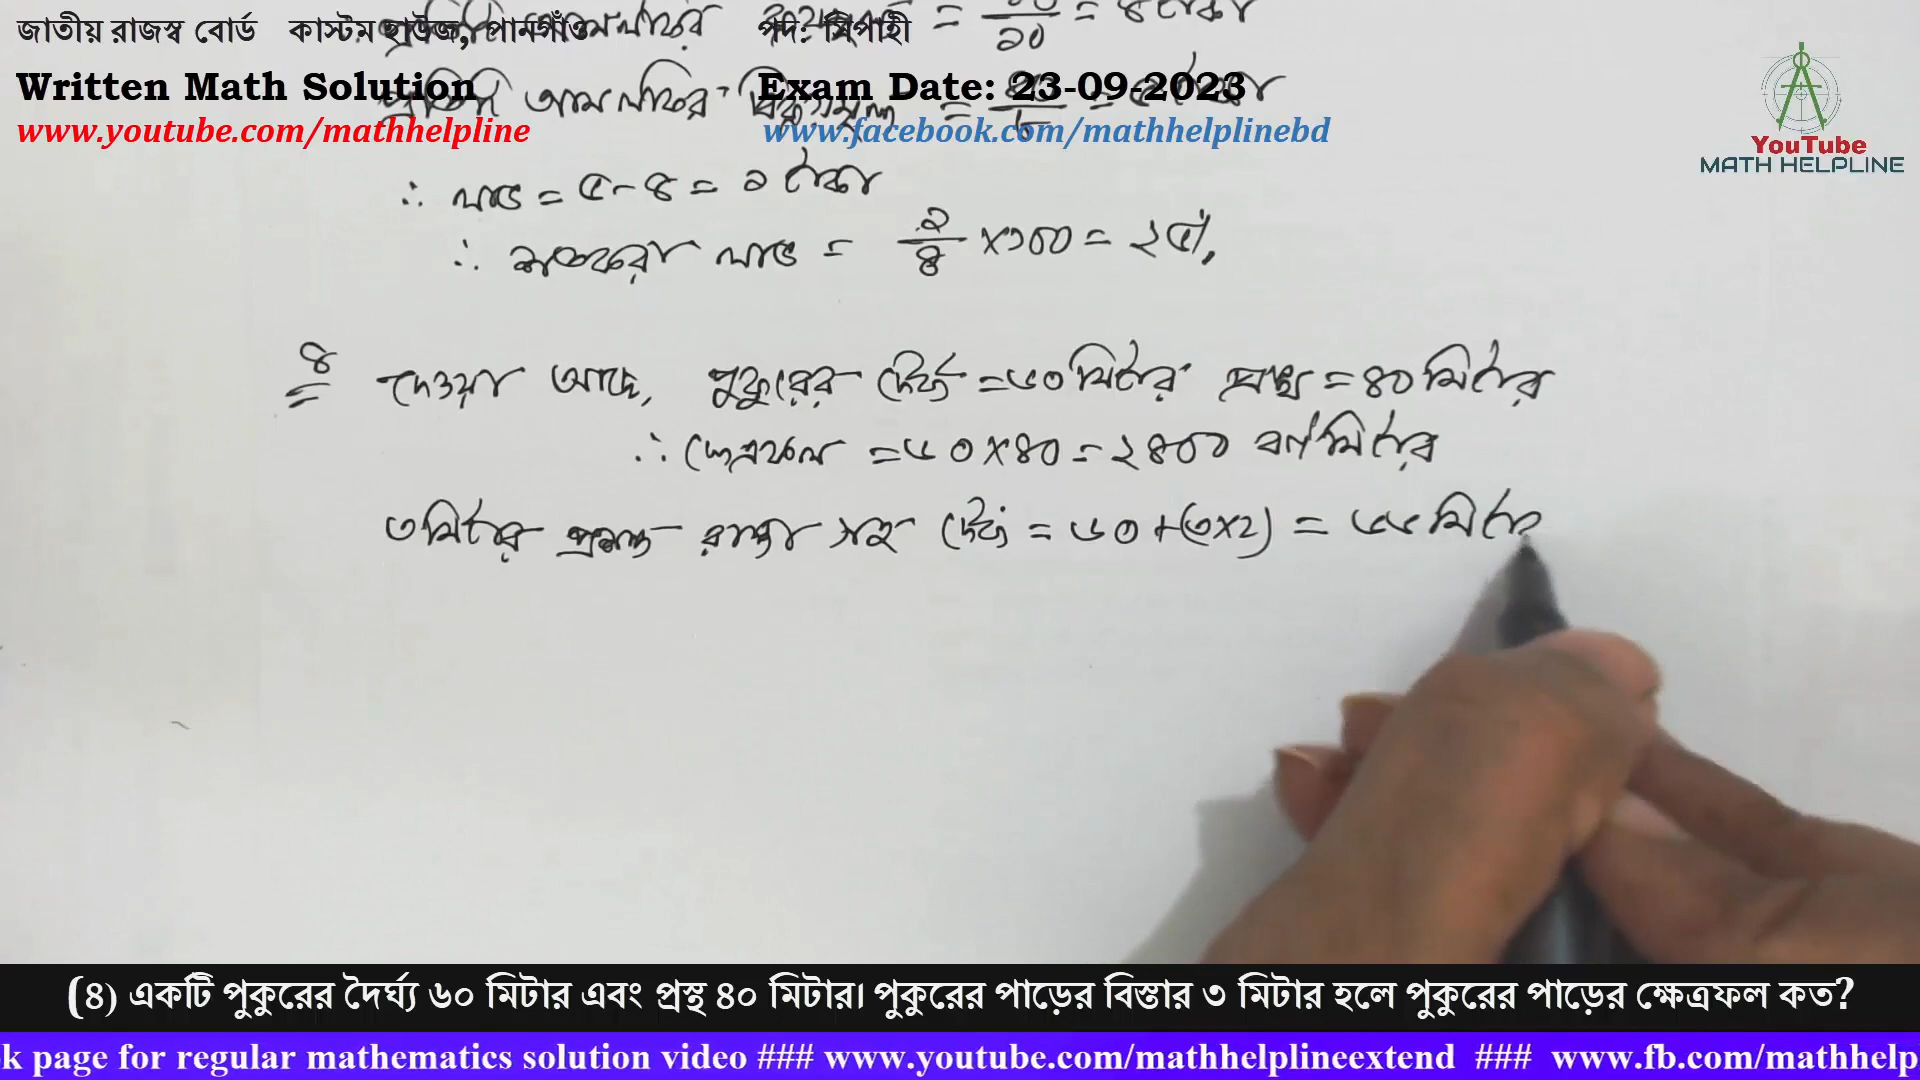 জাতীয় রাজস্ব বোর্ড কাস্টম হাউজ, পানগাঁও পদ: সিপাহী
Written Math Solution Exam Date: 23-09-2023
www.youtube.com/mathhelpline www.facebook.com/mathhelplinebd
YouTube
MATH HELPLINE
∴ লাভ = ৫-৪ = ১ টাকা
∴ শতকরা লাভ = ১/৪ ×১০০ = ২৫%
৪ দেওয়া আছে, পুকুরের দৈর্ঘ্য =৬০ মিটার প্রস্থ =৪০ মিটার
∴ ক্ষেত্রফল =৬০×৪০=২৪০০ বর্গমিটার
৩মিটার প্রশস্ত রাস্তা সহ দৈর্ঘ্য = ৬০+(৩×২) = ৬৬ মিটার
(৪) একটি পুকুরের দৈর্ঘ্য ৬০ মিটার এবং প্রস্থ ৪০ মিটার। পুকুরের পাড়ের বিস্তার ৩ মিটার হলে পুকুরের পাড়ের ক্ষেত্রফল কত?
k page for regular mathematics solution video ### www.youtube.com/mathhelplineextend ### www.fb.com/mathhelp